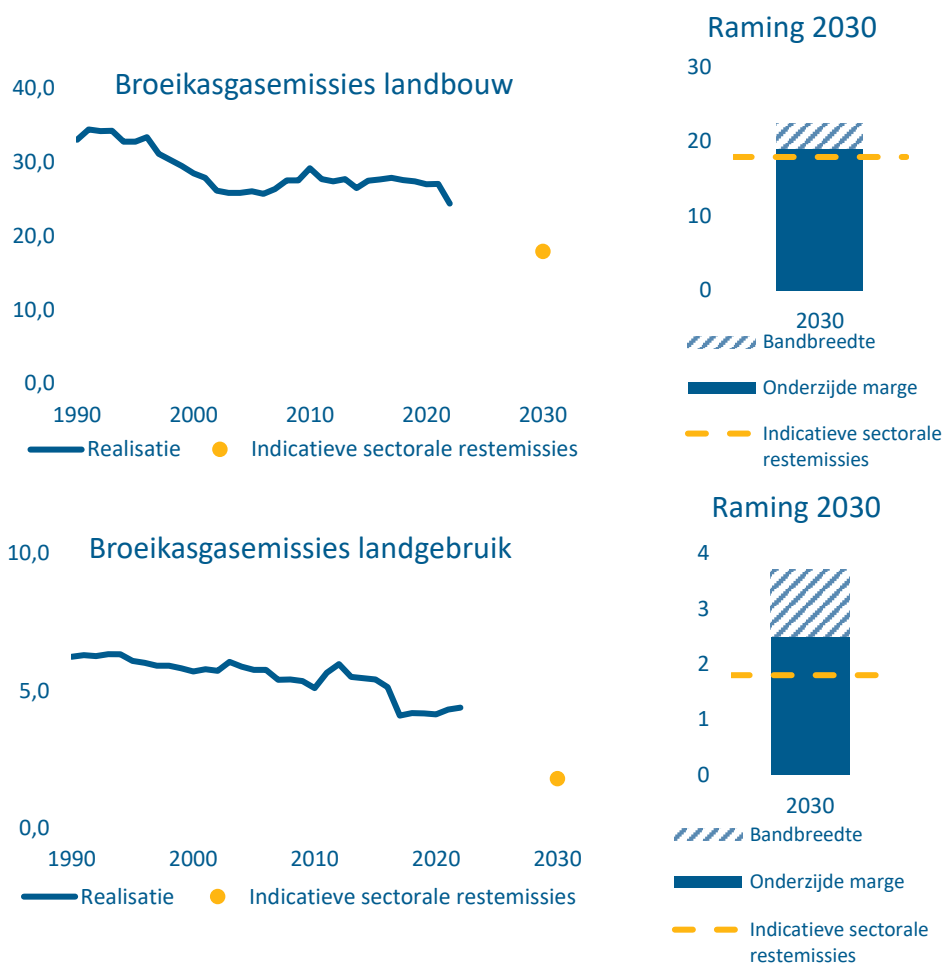 Broeikasgasemissies landbouw
40,0
30,0
20,0
10,0
0,0
1990 2000 2010 2020 2030
Realisatie Indicatieve sectorale restemissies
Raming 2030
30
20
10
0
2030
Bandbreedte
Onderzijde marge
Indicatieve sectorale
restemissies
Broeikasgasemissies landgebruik
10,0
5,0
0,0
1990 2000 2010 2020 2030
Realisatie Indicatieve sectorale restemissies
Raming 2030
4
3
2
1
0
2030
Bandbreedte
Onderzijde marge
Indicatieve sectorale
restemissies